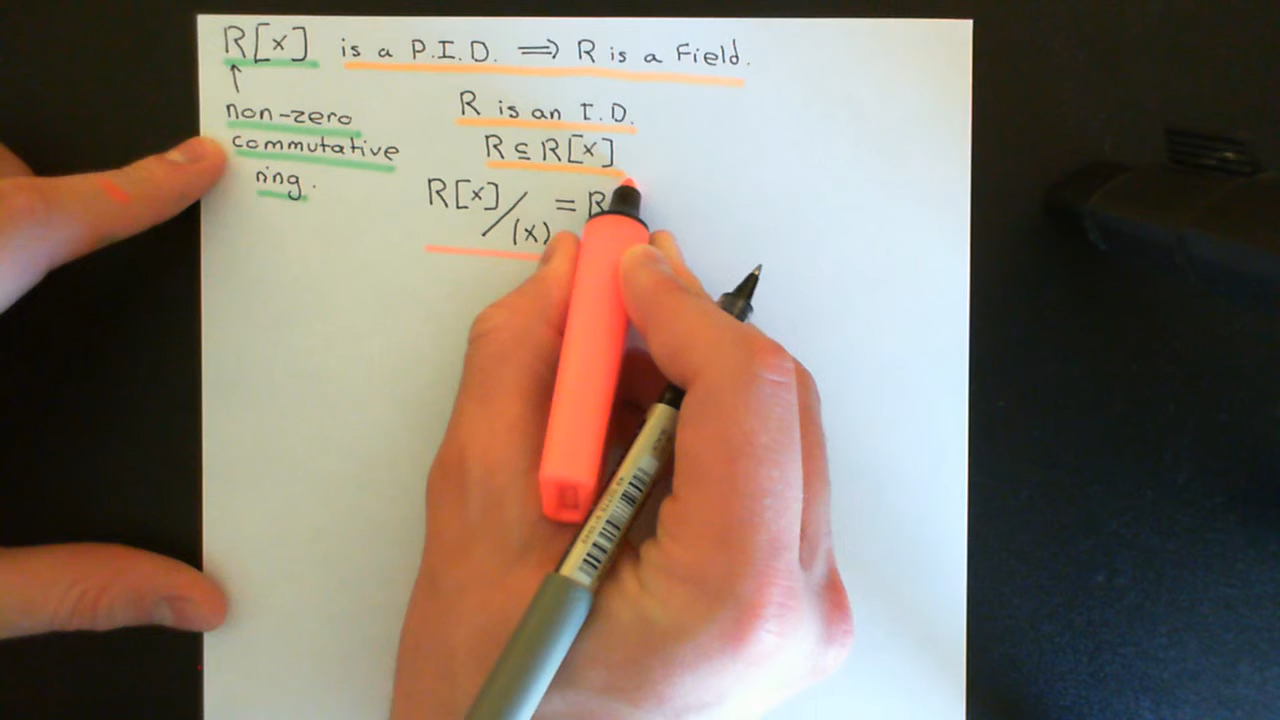 R[x] is a P.I.D. ⟹ R is a Field.
↑
non-zero
commutative
ring.
R is an I.D.
R ⊆ R[x]
R[x]/(x) = R